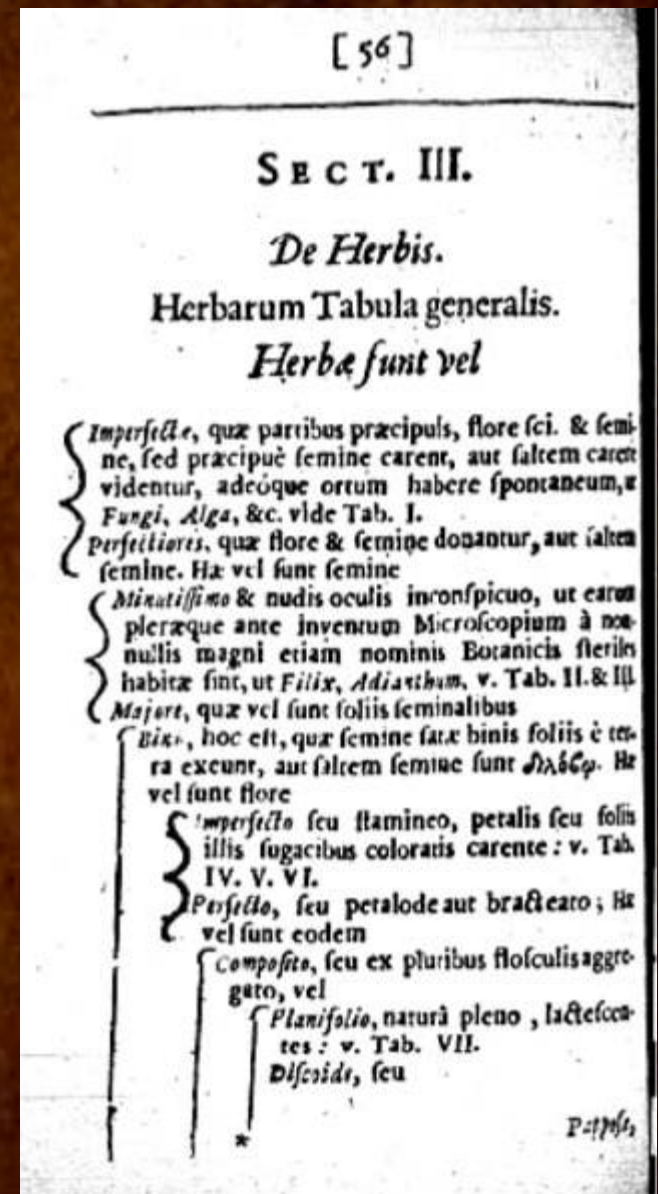 [ 56 ]
SECT. III.
De Herbis.
Herbarum Tabula generalis.
Herbæ ſunt vel
Imperfectæ, quæ partibus præcipuis, flore ſci. & ſemi-
ne, ſed præcipuè ſemine carent, aut ſaltem carere
videntur, adeóque ortum habere ſpontaneum, ut
Fungi, Alga, &c. vide Tab. I.
Perfectiores, quæ flore & ſemine donantur, aut ſaltem
ſemine. Hæ vel ſunt ſemine
Minutiſſimo & nudis oculis inconſpicuo, ut earum
pleræque ante inventum Microſcopium à non-
nullis magni etiam nominis Botanicis ſteriles
habitæ ſint, ut Filix, Adianthum, v. Tab. II. & III.
Majore, quæ vel ſunt foliis ſeminalibus
Binis, hoc eſt, quæ ſemine ſatæ binis foliis è ter-
ra exeunt, aut ſaltem ſemine ſunt διλόβῳ. Hæ
vel ſunt flore
Imperfecto ſeu ſtamineo, petalis ſeu foliis
illis fugacibus coloratis carente : v. Tab.
IV. V. VI.
Perfecto, ſeu petalode aut bracteato ; Hæ
vel ſunt eodem
Compoſito, ſeu ex pluribus floſculis aggre-
gato, vel
Planifolio, naturâ pleno , lacteſcen-
tes : v. Tab. VII.
Diſcoide, ſeu
*
Pappoſe,